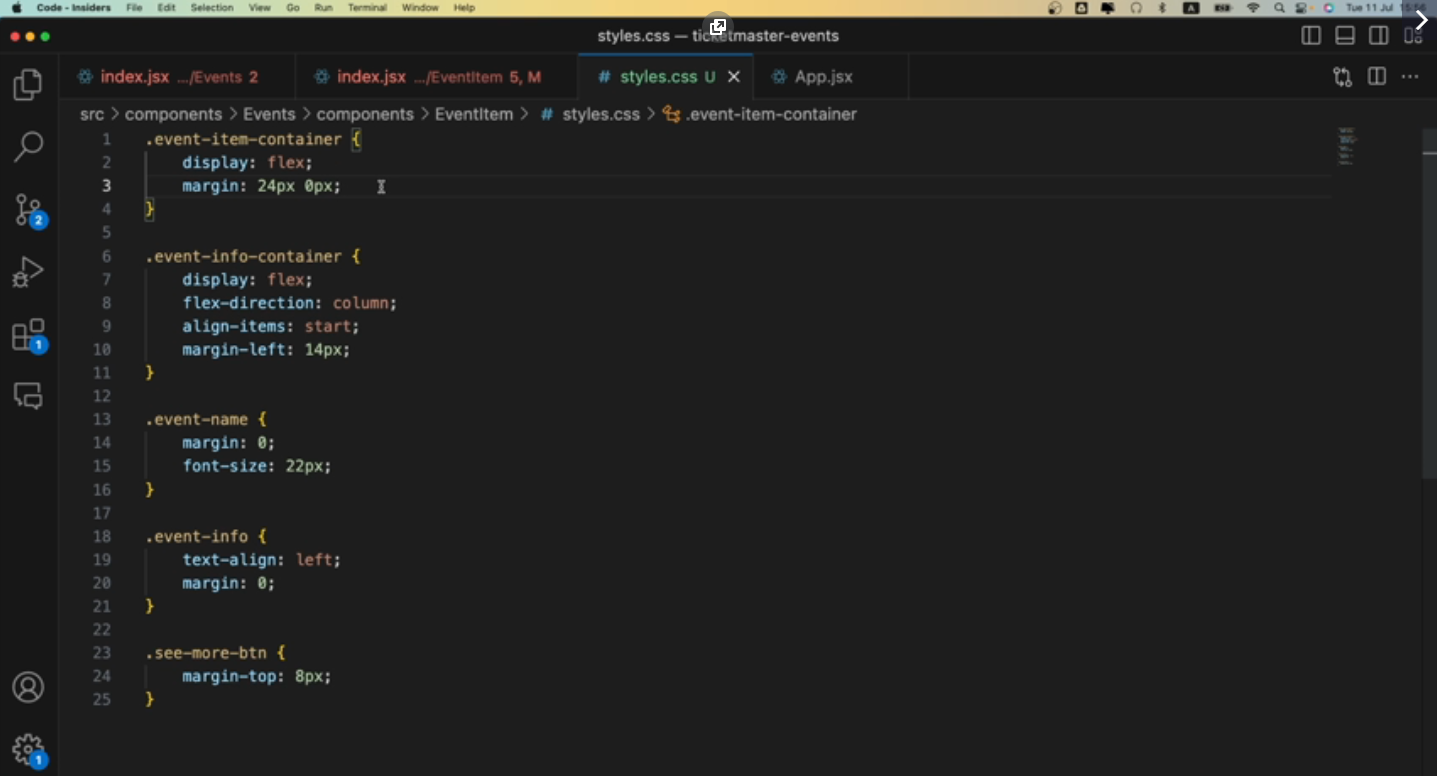 Code - Insiders File Edit Selection View Go Run Terminal Window Help A Tue 11 Jul
styles.css — ticketmaster-events
index.jsx .../Events 2 index.jsx .../EventItem 5, M # styles.css U App.jsx
src > components > Events > components > EventItem > # styles.css > .event-item-container
1 .event-item-container {
2 display: flex;
3 margin: 24px 0px;
4 }
5
6 .event-info-container {
7 display: flex;
8 flex-direction: column;
9 align-items: start;
10 margin-left: 14px;
11 }
12
13 .event-name {
14 margin: 0;
15 font-size: 22px;
16 }
17
18 .event-info {
19 text-align: left;
20 margin: 0;
21 }
22
23 .see-more-btn {
24 margin-top: 8px;
25 }
2
1
1